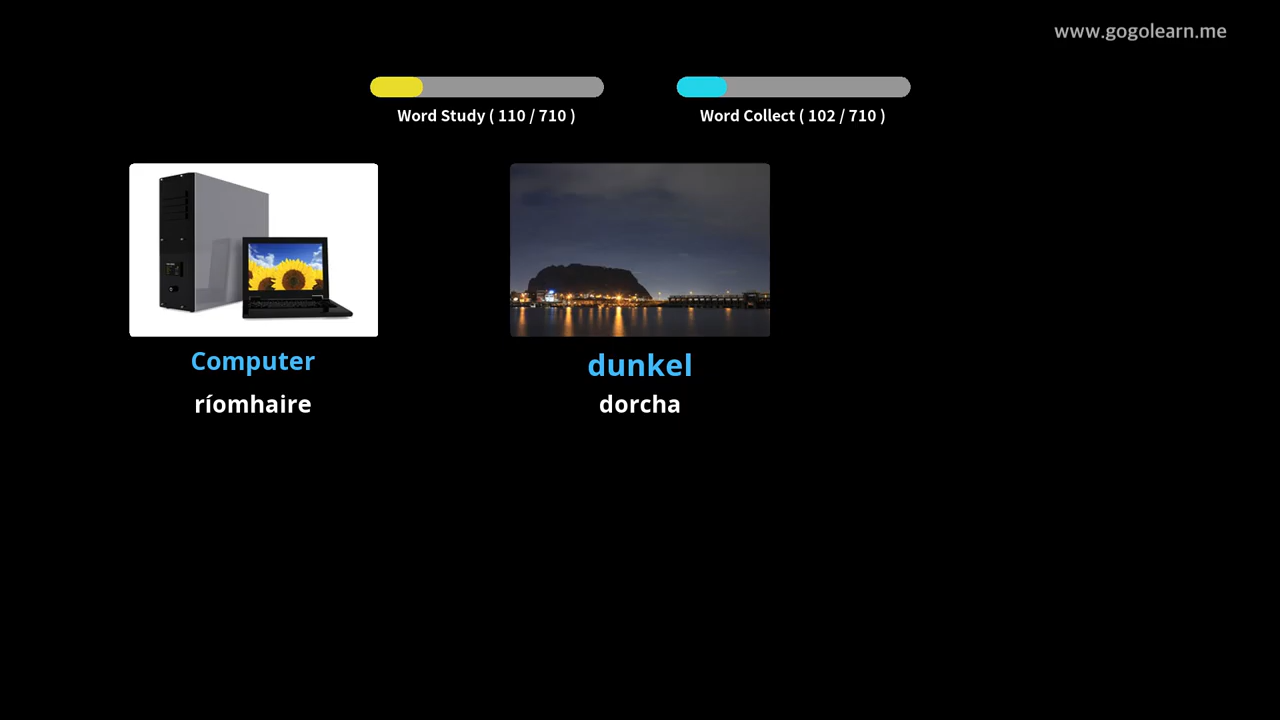 www.gogolearn.me
Word Study ( 110 / 710 )
Word Collect ( 102 / 710 )
Computer
ríomhaire
dunkel
dorcha